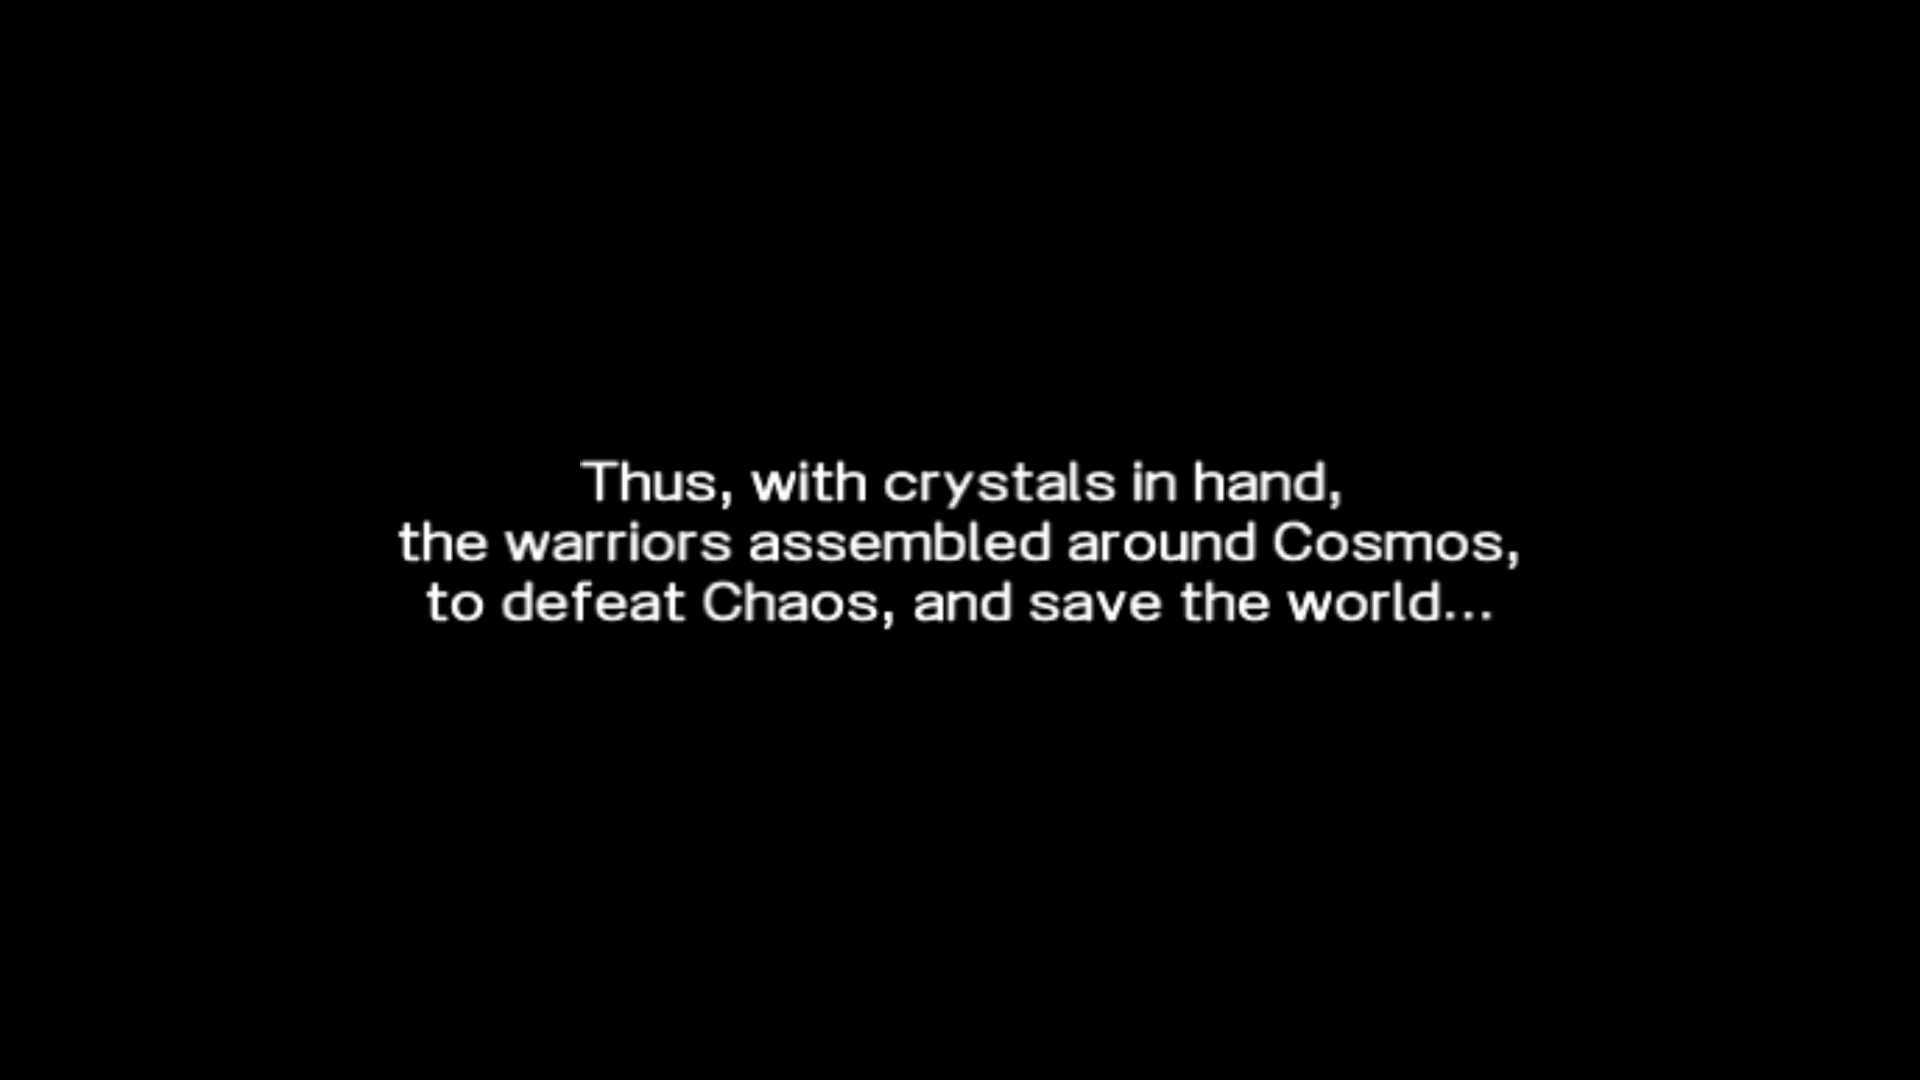 Thus, with crystals in hand,
the warriors assembled around Cosmos,
to defeat Chaos, and save the world...